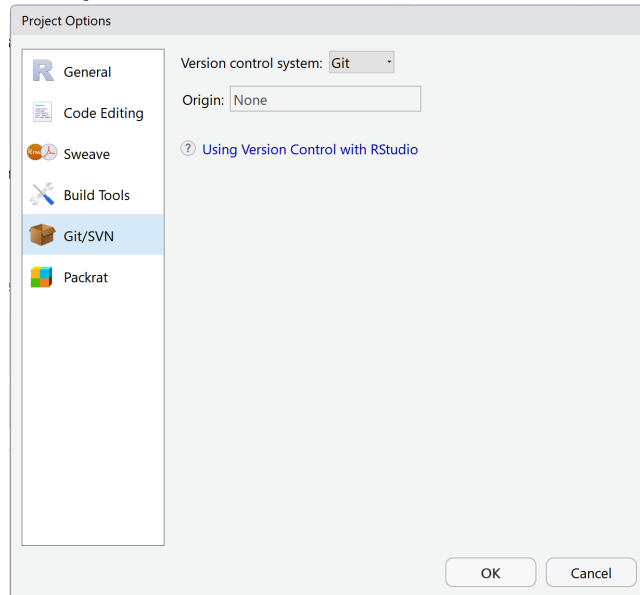 Project Options
General
Code Editing
Sweave
Build Tools
Git/SVN
Packrat
Version control system: Git
Origin: None
? Using Version Control with RStudio
OK Cancel